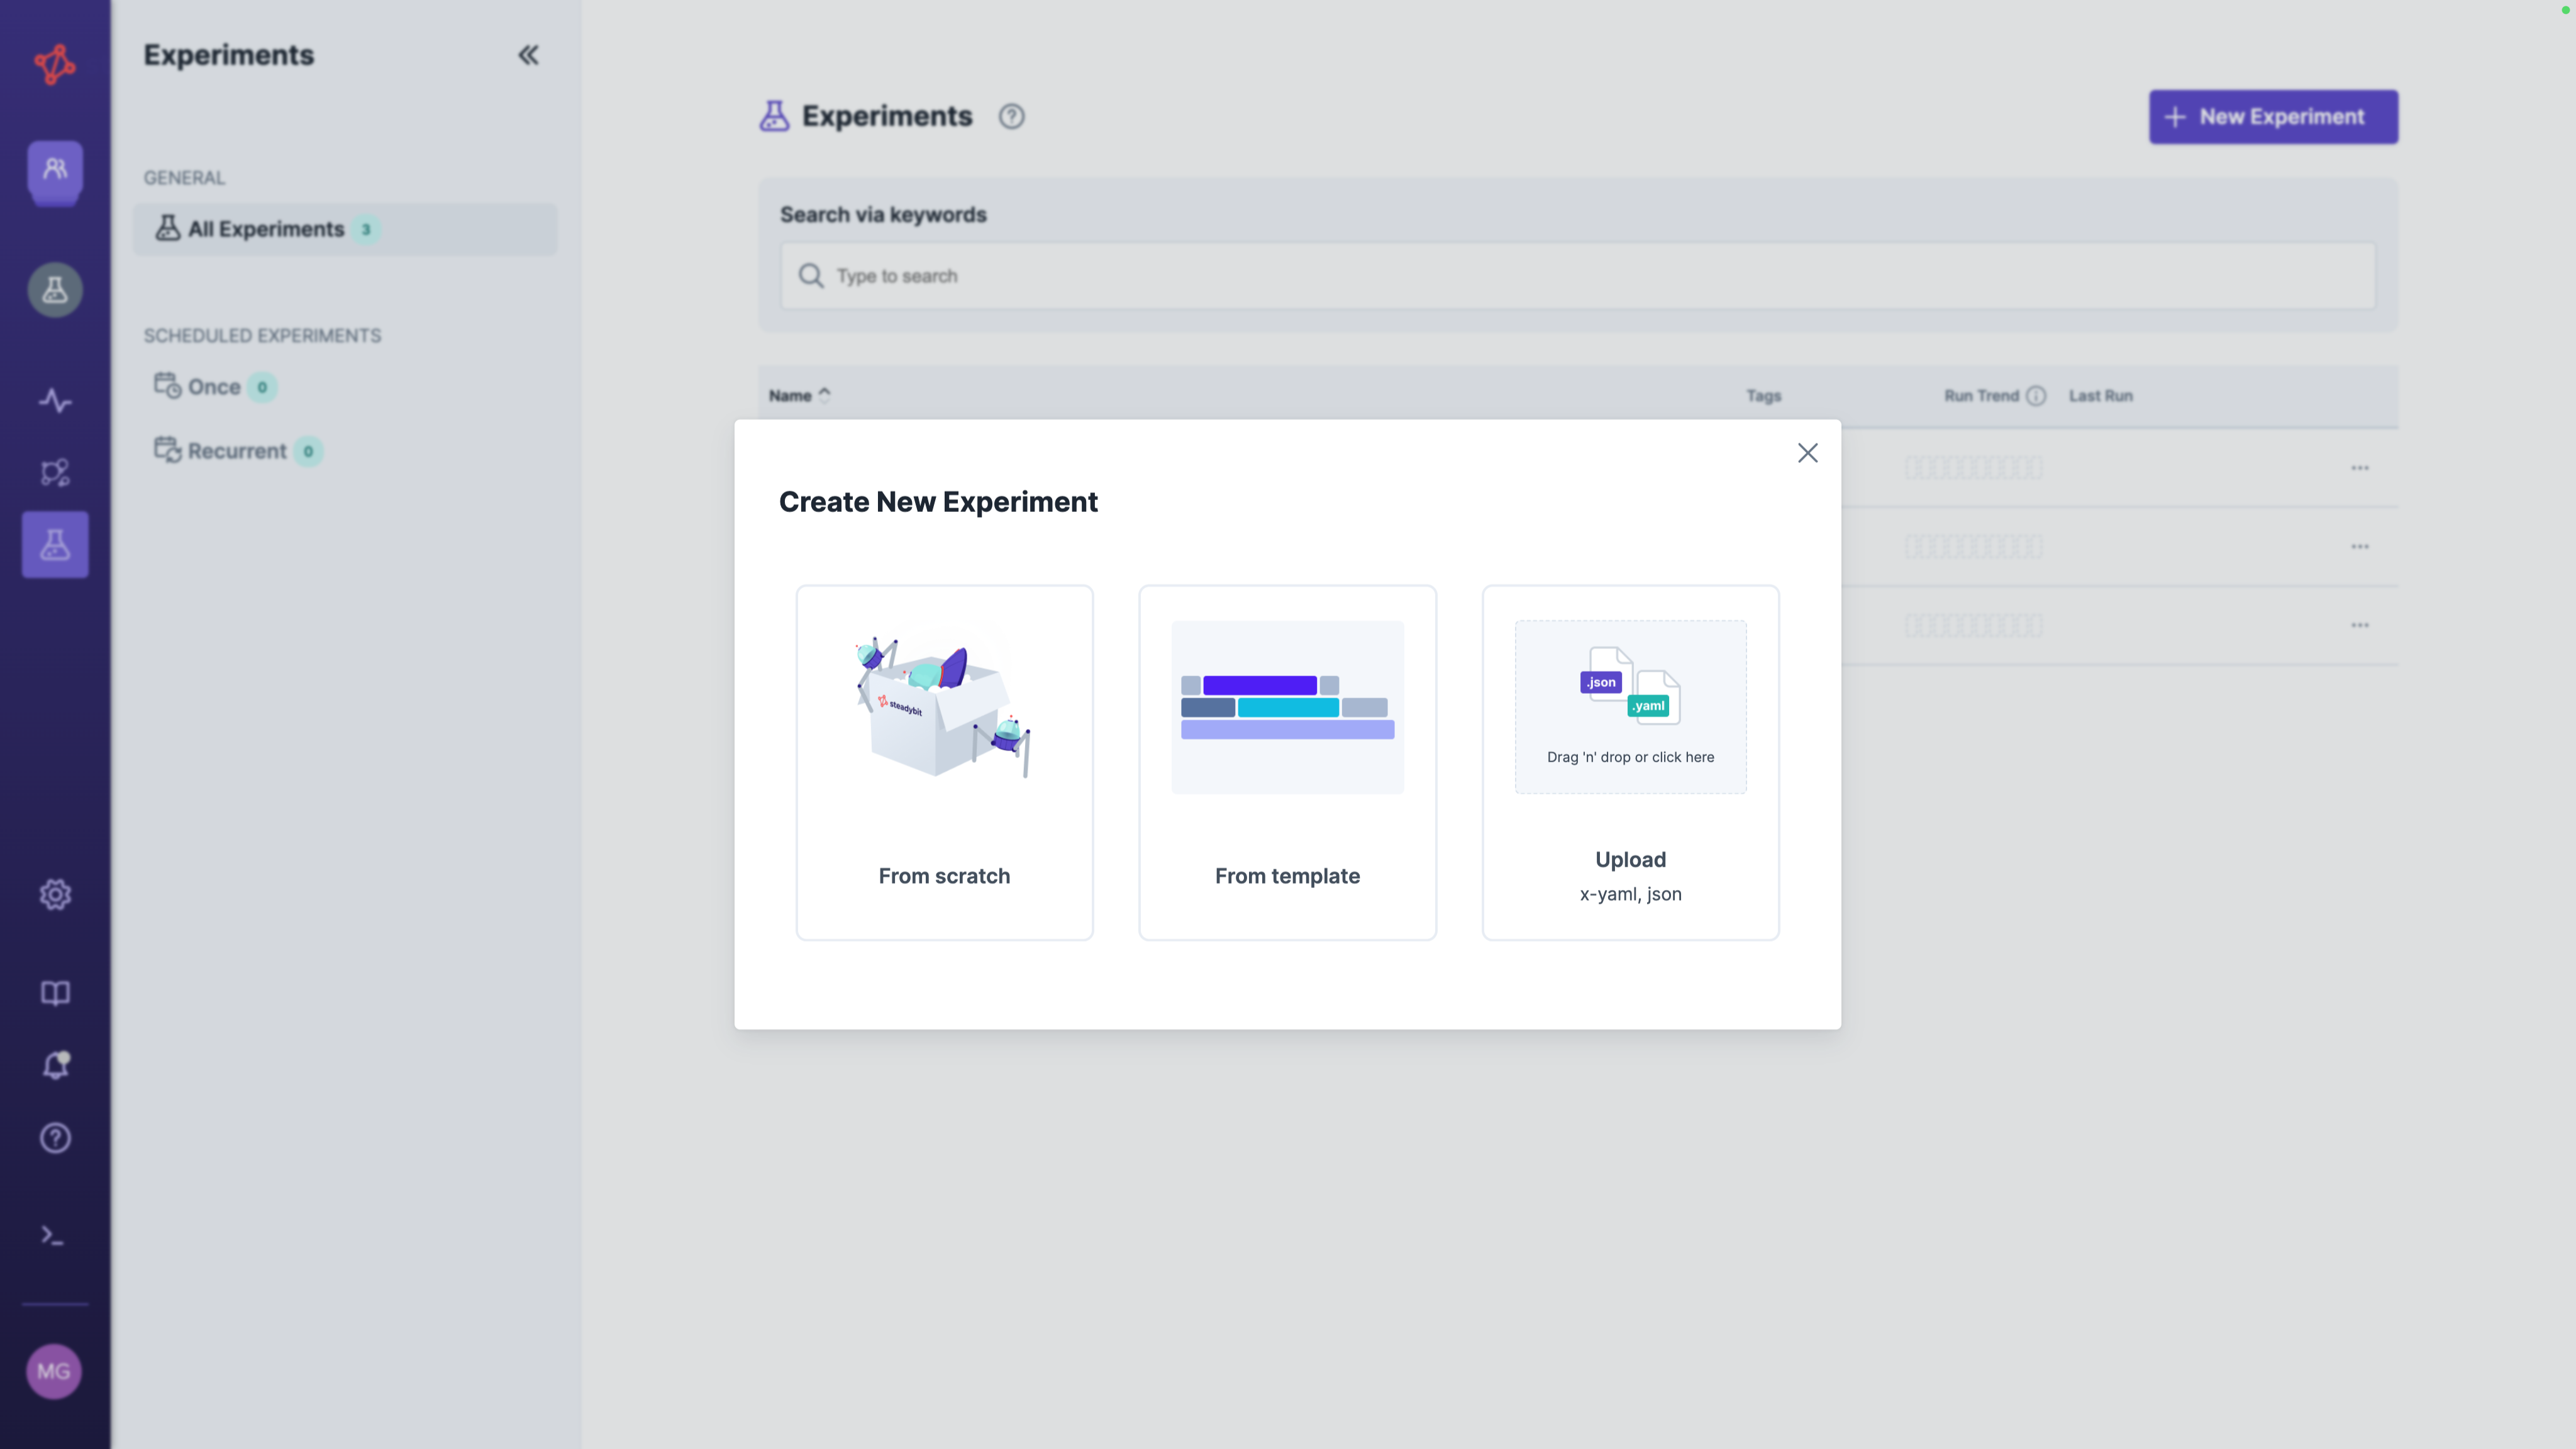 Experiments
GENERAL
All Experiments 3
SCHEDULED EXPERIMENTS
Once 0
Recurrent 0
MG
Experiments
New Experiment
Search via keywords
Type to search
Name Tags Run Trend Last Run
Create New Experiment
steadybit
From scratch
From template
.json
.yaml
Drag 'n' drop or click here
Upload
x-yaml, json